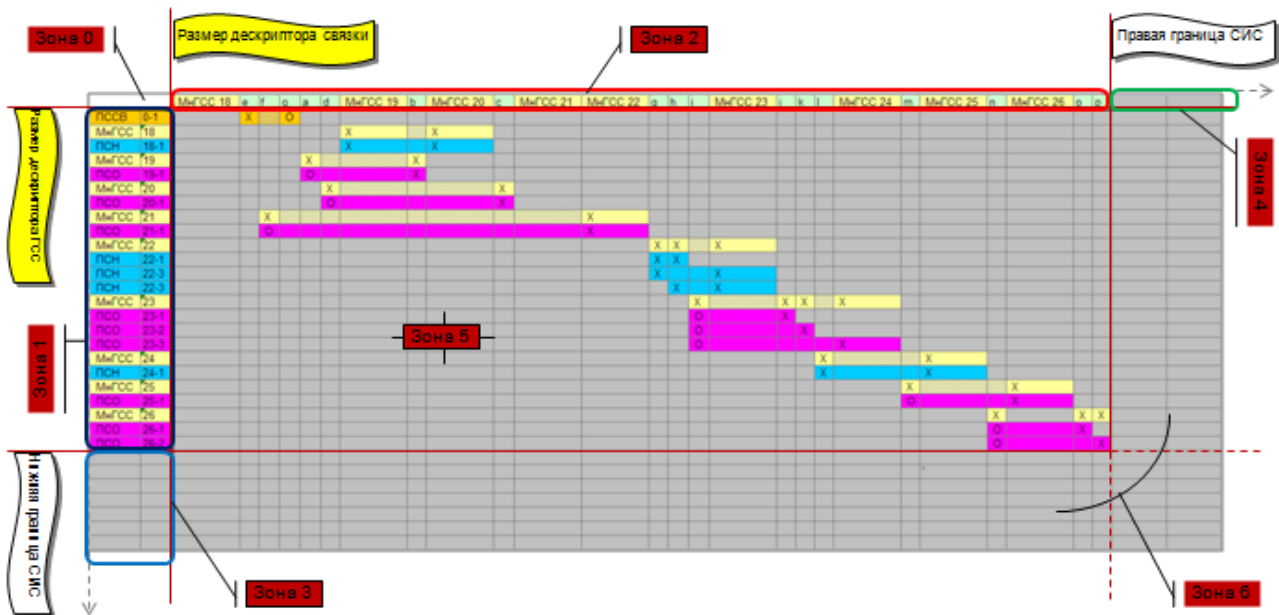 Размер дескриптора связки
Правая граница СИС
Зона 0
Зона 2
МнГСС 18 e f g a d МнГСС 19 b МнГСС 20 c МнГСС 21 МнГСС 22 g h i МнГСС 23 j k l МнГСС 24 m МнГСС 25 n МнГСС 26 o p
Размер дескриптора ГСС
ПССВ 0-1 X O
МнГСС 18 X X
ПСН 18-1 X X
МнГСС 19 X X
ПСО 19-1 O X
МнГСС 20 X X
ПСО 20-1 O X
МнГСС 21 X X
ПСО 21-1 O X
МнГСС 22 X X X
ПСН 22-1 X X
ПСН 22-3 X X
ПСН 22-3 X X
МнГСС 23 X X X X
ПСО 23-1 O X
ПСО 23-2 O X
ПСО 23-3 O X
МнГСС 24 X X
ПСН 24-1 X X
МнГСС 25 X X
ПСО 25-1 O X
МнГСС 26 X X X
ПСО 26-1 O X
ПСО 26-2 O X
Зона 4
Зона 5
Зона 1
Нижняя граница СИС
Зона 3
Зона 6